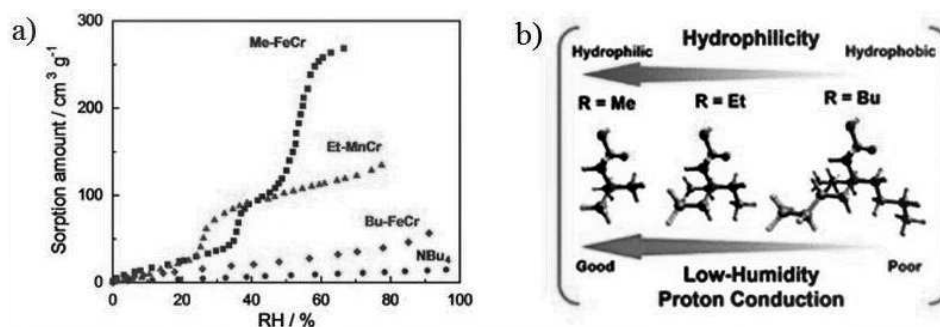 a)
300
200
100
0
Sorption amount / cm³ g⁻¹
Me-FeCr
Et-MnCr
Bu-FeCr
NBu₄
0 20 40 60 80 100
RH / %
b)
Hydrophilicity
Hydrophilic Hydrophobic
R = Me R = Et R = Bu
Good Poor
Low-Humidity
Proton Conduction